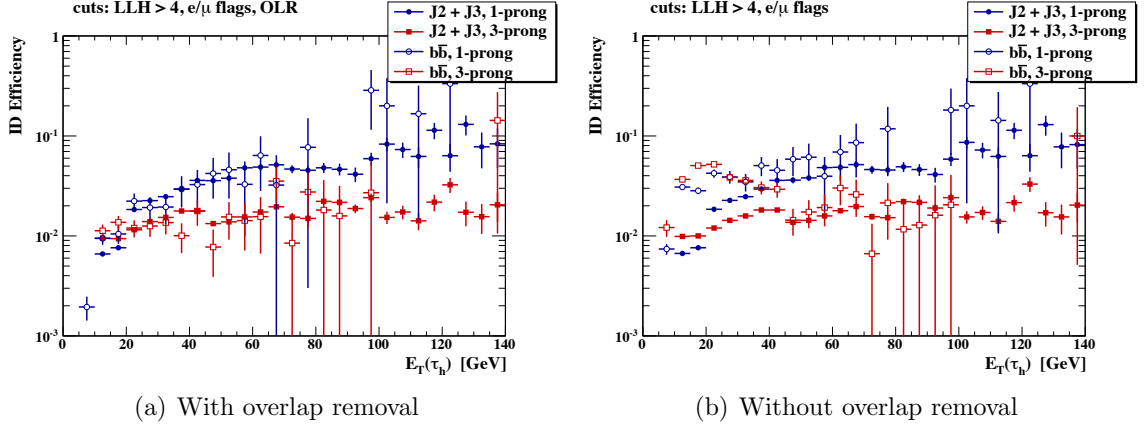 cuts: LLH > 4, e/μ flags, OLR
J2 + J3, 1-prong
J2 + J3, 3-prong
bb̅, 1-prong
bb̅, 3-prong
ID Efficiency
1
10⁻¹
10⁻²
10⁻³
0 20 40 60 80 100 120 140
E_T(τ_h) [GeV]
(a) With overlap removal
cuts: LLH > 4, e/μ flags
J2 + J3, 1-prong
J2 + J3, 3-prong
bb̅, 1-prong
bb̅, 3-prong
ID Efficiency
1
10⁻¹
10⁻²
10⁻³
0 20 40 60 80 100 120 140
E_T(τ_h) [GeV]
(b) Without overlap removal